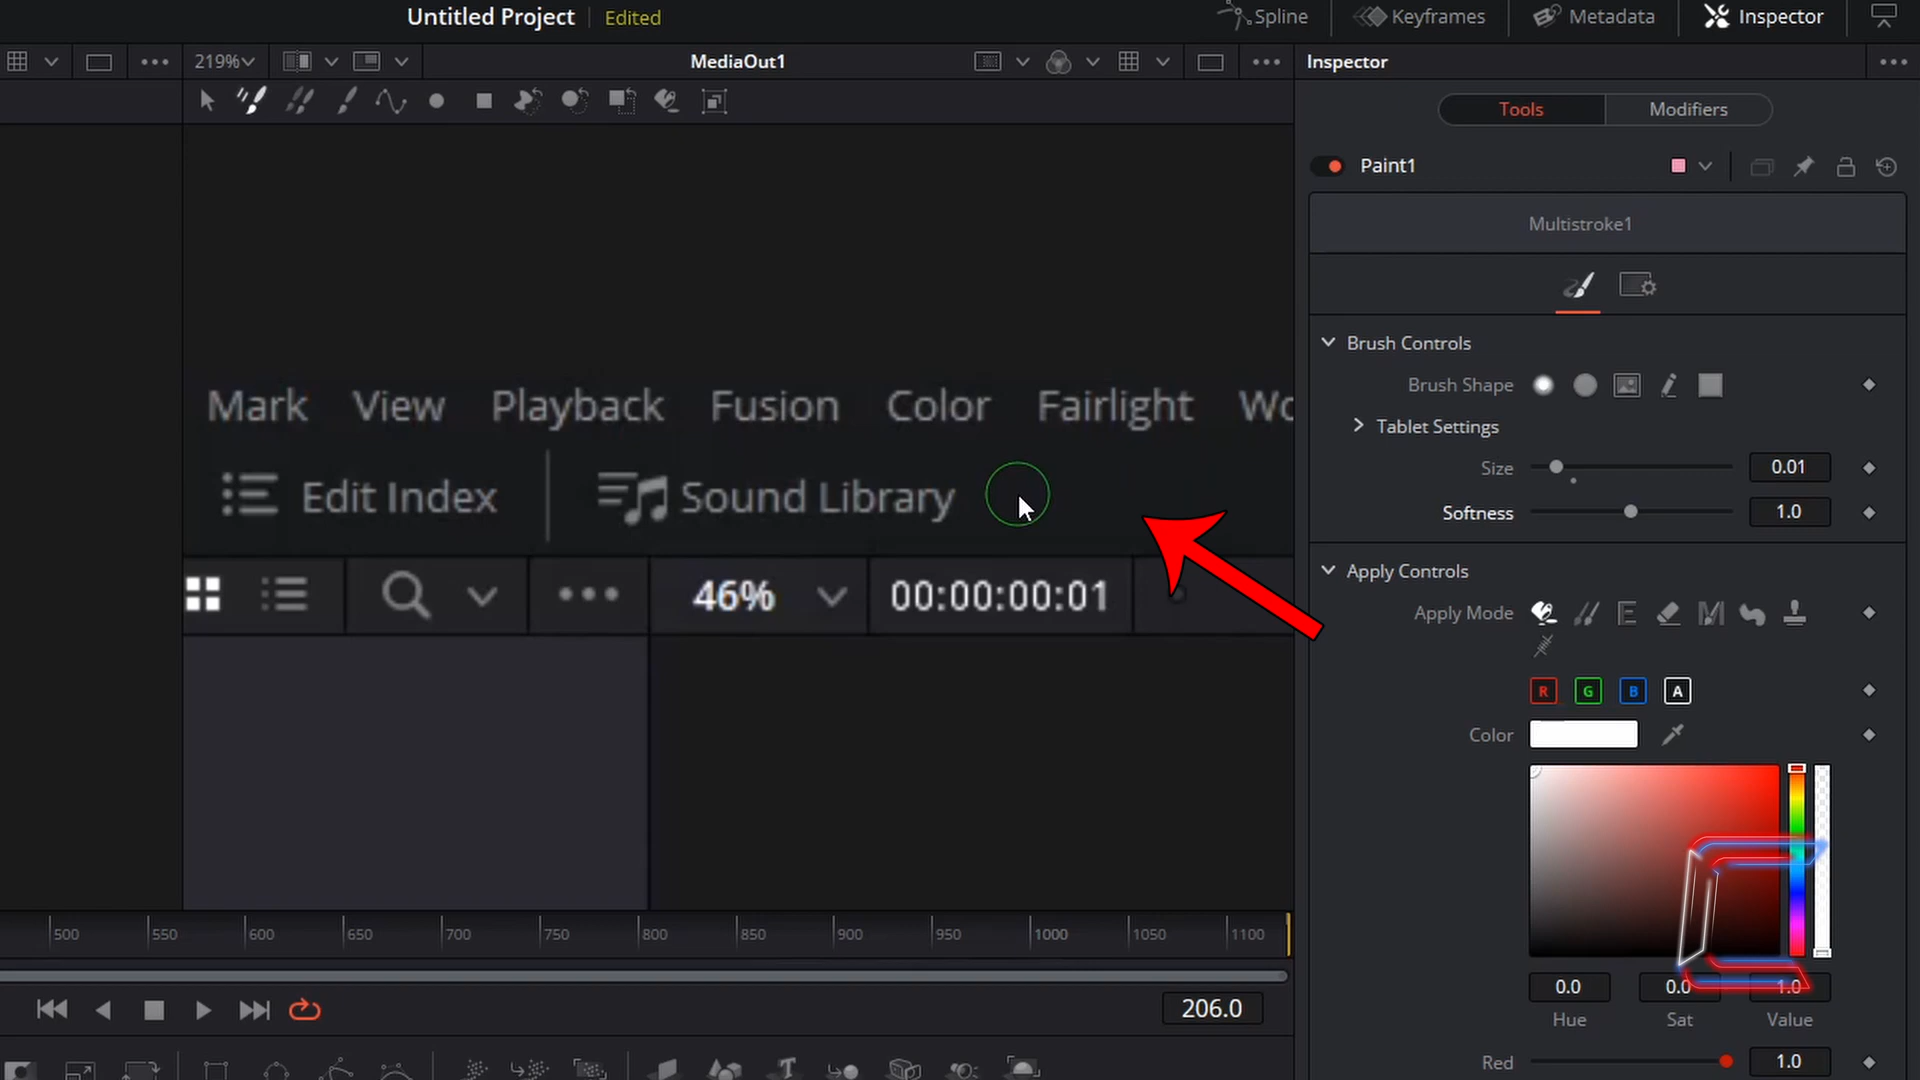 Untitled Project Edited Spline Keyframes Metadata Inspector
219% MediaOut1 Inspector
Tools Modifiers
Paint1
Multistroke1
Brush Controls
Brush Shape
Tablet Settings
Size 0.01
Softness 1.0
Mark View Playback Fusion Color Fairlight Wo
Edit Index Sound Library
46% 00:00:00:01
Apply Controls
Apply Mode
R G B A
Color
500 550 600 650 700 750 800 850 900 950 1000 1050 1100
206.0
0.0 0.0 1.0
Hue Sat Value
Red 1.0